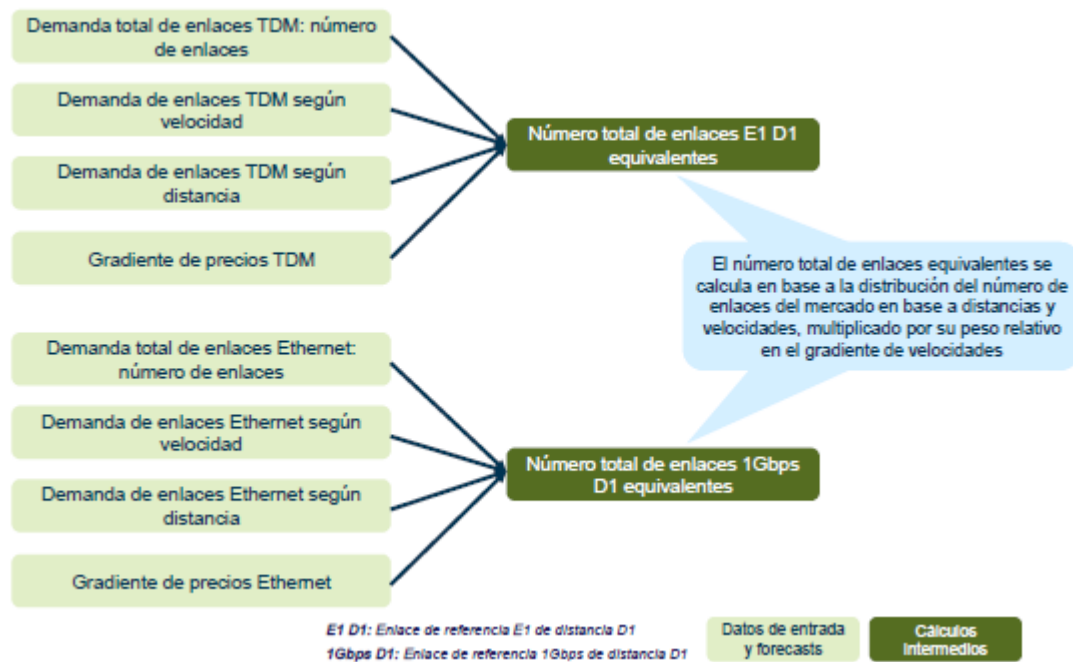 Demanda total de enlaces TDM: número
de enlaces
Demanda de enlaces TDM según
velocidad
Demanda de enlaces TDM según
distancia
Gradiente de precios TDM
Número total de enlaces E1 D1
equivalentes
El número total de enlaces equivalentes se
calcula en base a la distribución del número de
enlaces del mercado en base a distancias y
velocidades, multiplicado por su peso relativo
en el gradiente de velocidades
Demanda total de enlaces Ethernet:
número de enlaces
Demanda de enlaces Ethernet según
velocidad
Demanda de enlaces Ethernet según
distancia
Gradiente de precios Ethernet
Número total de enlaces 1Gbps
D1 equivalentes
E1 D1: Enlace de referencia E1 de distancia D1
1Gbps D1: Enlace de referencia 1Gbps de distancia D1
Datos de entrada
y forecasts
Cálculos
Intermedios